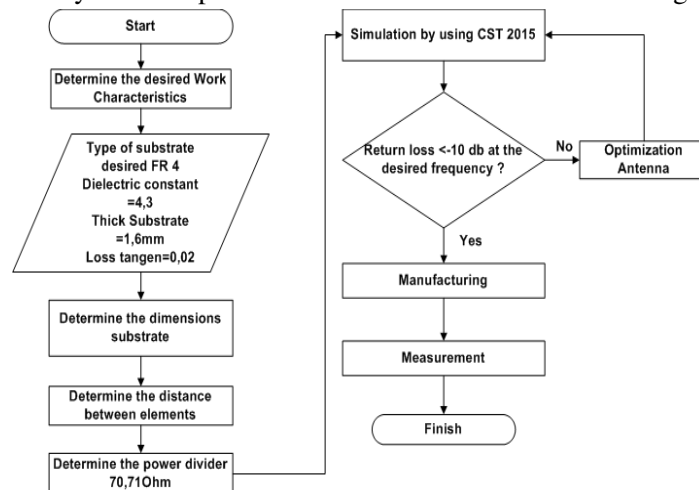 Start
Determine the desired Work
Characteristics
Type of substrate
desired FR 4
Dielectric constant
=4,3
Thick Substrate
=1,6mm
Loss tangen=0,02
Determine the dimensions
substrate
Determine the distance
between elements
Determine the power divider
70,71Ohm
Simulation by using CST 2015
Return loss <-10 db at the
desired frequency ?
No
Optimization
Antenna
Yes
Manufacturing
Measurement
Finish